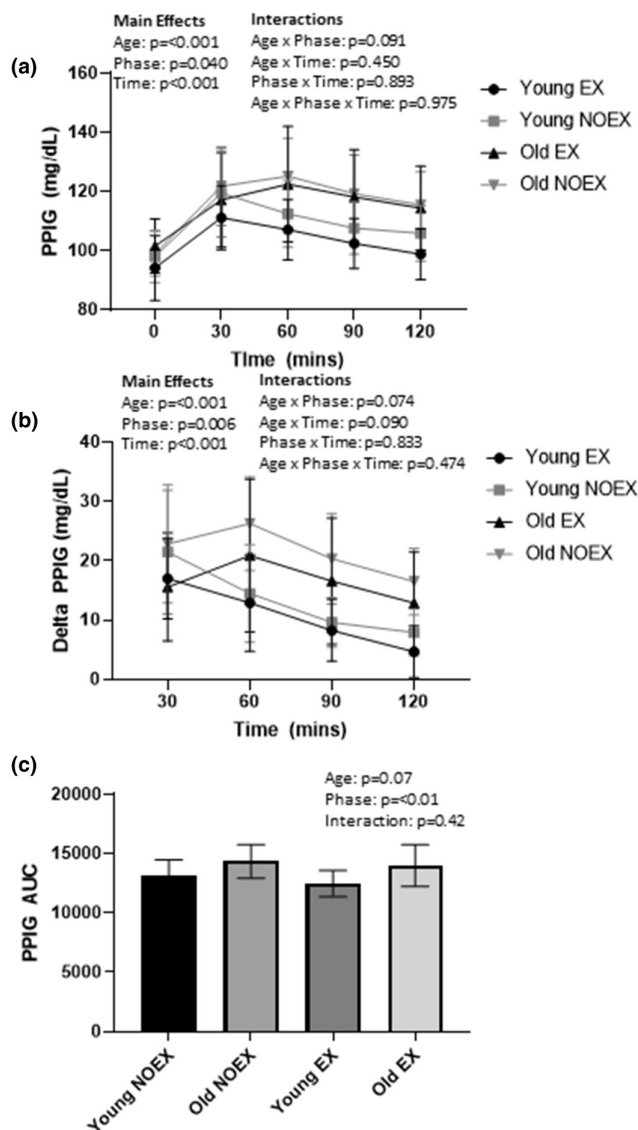 Main Effects
Age: p=<0.001
Phase: p=0.040
Time: p<0.001
Interactions
Age x Phase: p=0.091
Age x Time: p=0.450
Phase x Time: p=0.893
Age x Phase x Time: p=0.975
(a)
160
140
120
100
80
PPIG (mg/dL)
0 30 60 90 120
TIme (mins)
Young EX
Young NOEX
Old EX
Old NOEX
Main Effects
Age: p=<0.001
Phase: p=0.006
Time: p<0.001
Interactions
Age x Phase: p=0.074
Age x Time: p=0.090
Phase x Time: p=0.833
Age x Phase x Time: p=0.474
(b)
40
30
20
10
0
Delta PPIG (mg/dL)
30 60 90 120
Time (mins)
Young EX
Young NOEX
Old EX
Old NOEX
(c)
Age: p=0.07
Phase: p=<0.01
Interaction: p=0.42
20000
15000
10000
5000
0
PPIG AUC
Young NOEX
Old NOEX
Young EX
Old EX